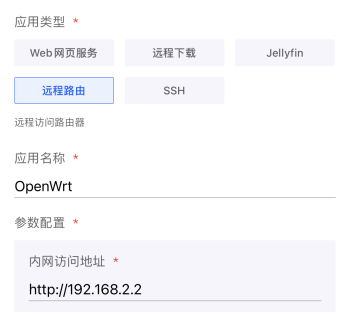 应用类型 *
Web网页服务 远程下载 Jellyfin
远程路由 SSH
远程访问路由器
应用名称 *
OpenWrt
参数配置 *
内网访问地址 *
http://192.168.2.2